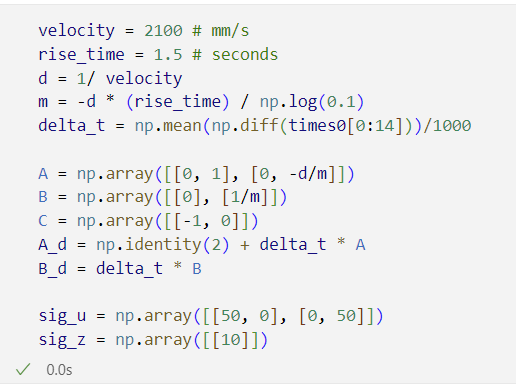 velocity = 2100 # mm/s
rise_time = 1.5 # seconds
d = 1/ velocity
m = -d * (rise_time) / np.log(0.1)
delta_t = np.mean(np.diff(times0[0:14]))/1000
A = np.array([[0, 1], [0, -d/m]])
B = np.array([[0], [1/m]])
C = np.array([[-1, 0]])
A_d = np.identity(2) + delta_t * A
B_d = delta_t * B
sig_u = np.array([[50, 0], [0, 50]])
sig_z = np.array([[10]])
✓ 0.0s